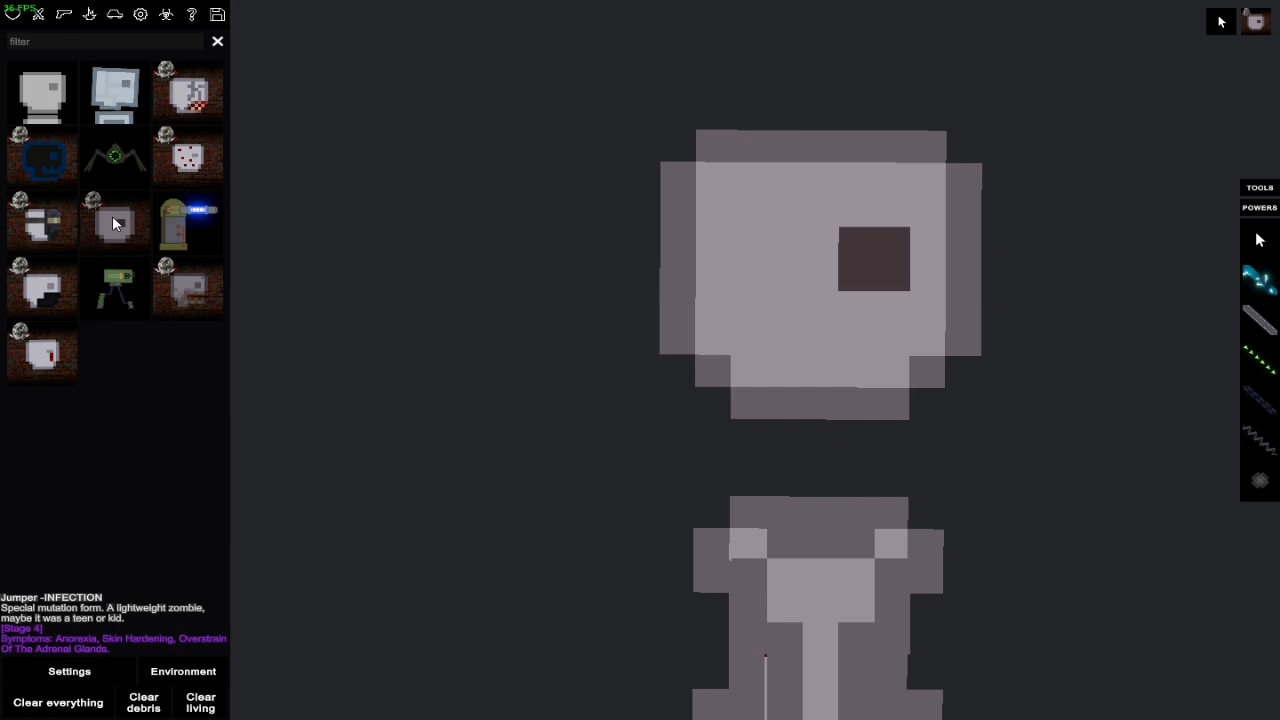 36 FPS
filter
TOOLS
POWERS
Jumper -INFECTION
Special mutation form. A lightweight zombie,
maybe it was a teen or kid.
[Stage 4]
Symptoms: Anorexia, Skin Hardening, Overstrain
Of The Adrenal Glands.
Settings
Environment
Clear everything
Clear
debris
Clear
living